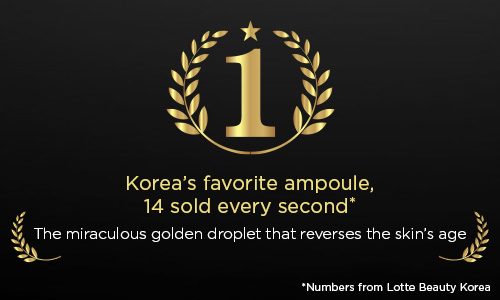 1
Korea's favorite ampoule,
14 sold every second*
The miraculous golden droplet that reverses the skin's age
*Numbers from Lotte Beauty Korea